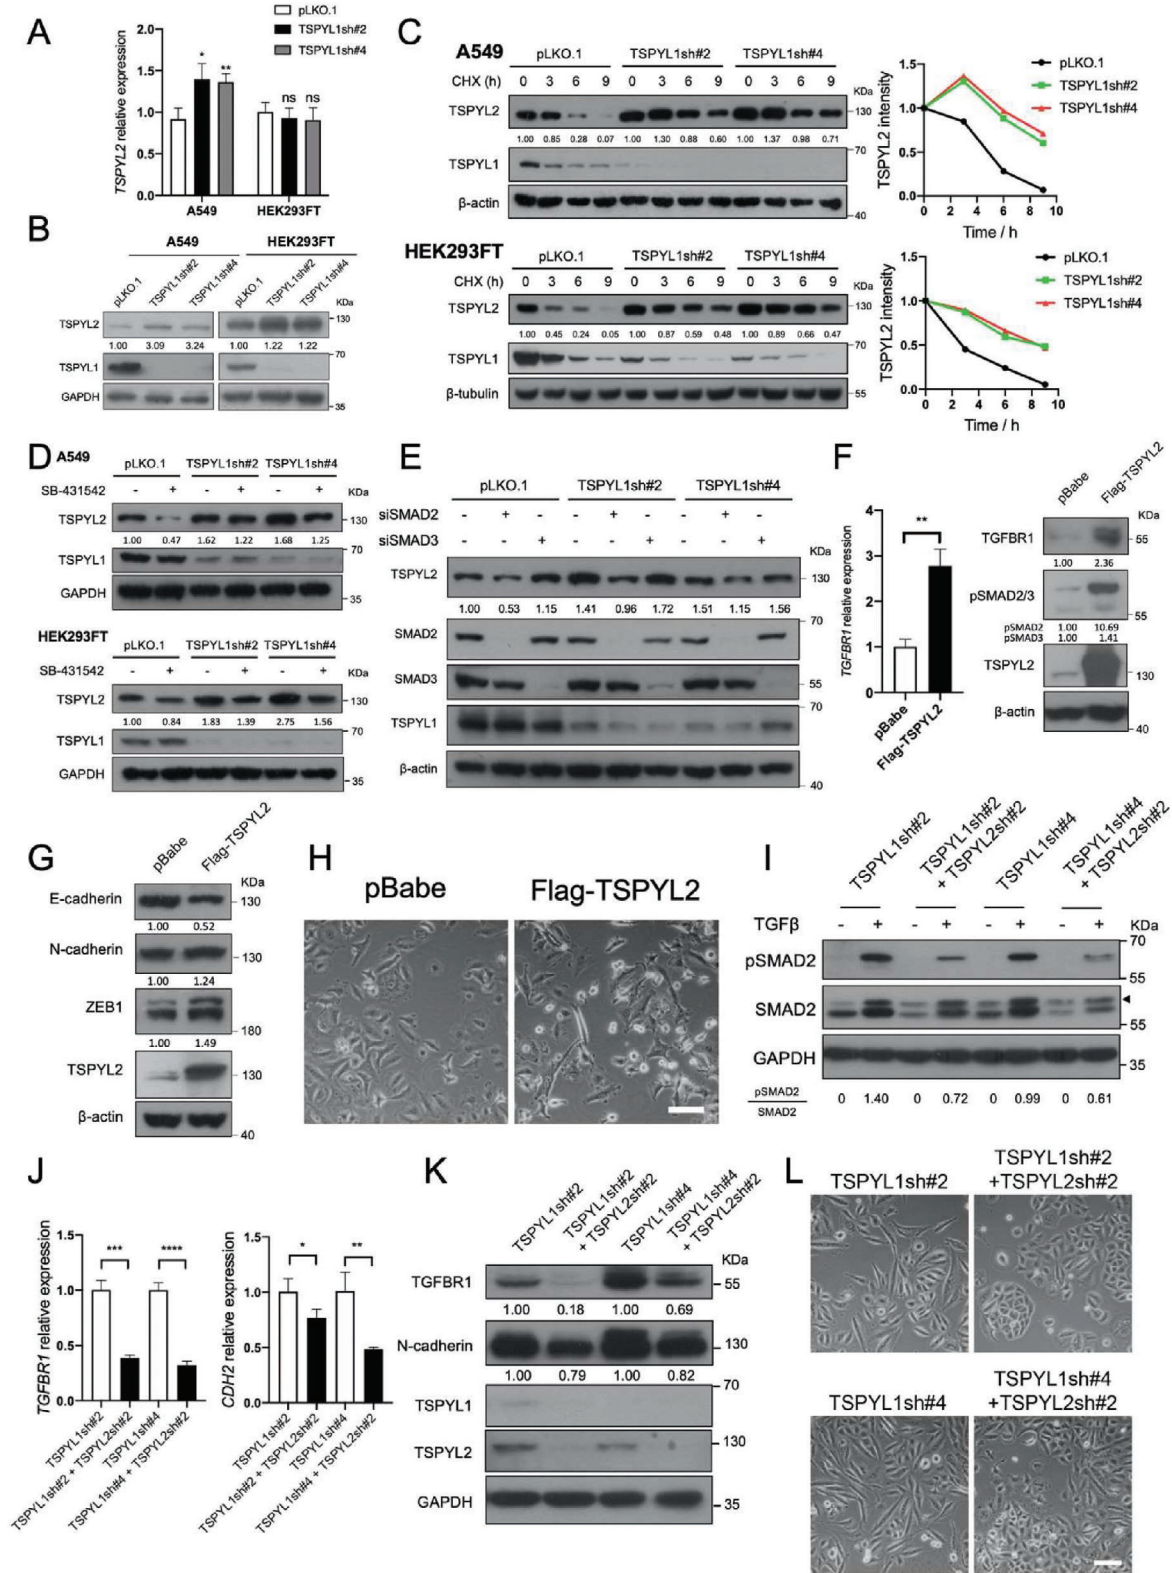 A
pLKO.1
TSPYL1sh#2
TSPYL1sh#4
TSPYL2 relative expression
2.0
1.5
1.0
0.5
0.0
* ** ns ns
A549 HEK293FT
B
A549 HEK293FT
pLKO.1 TSPYL1sh#2 TSPYL1sh#4 pLKO.1 TSPYL1sh#2 TSPYL1sh#4
KDa
TSPYL2 130
1.00 3.09 3.24 1.00 1.22 1.22
70
TSPYL1
GAPDH
35
C
A549
pLKO.1 TSPYL1sh#2 TSPYL1sh#4
CHX (h) 0 3 6 9 0 3 6 9 0 3 6 9
KDa
TSPYL2 130
1.00 0.85 0.28 0.07 1.00 1.30 0.88 0.60 1.00 1.37 0.98 0.71
70
TSPYL1
β-actin
40
TSPYL2 intensity
1.5
1.0
0.5
0.0
0 2 4 6 8 10
Time / h
pLKO.1
TSPYL1sh#2
TSPYL1sh#4
HEK293FT
pLKO.1 TSPYL1sh#2 TSPYL1sh#4
CHX (h) 0 3 6 9 0 3 6 9 0 3 6 9
KDa
TSPYL2 130
1.00 0.45 0.24 0.05 1.00 0.87 0.59 0.48 1.00 0.89 0.66 0.47
70
TSPYL1
β-tubulin 55
TSPYL2 intensity
1.5
1.0
0.5
0.0
0 2 4 6 8 10
Time / h
pLKO.1
TSPYL1sh#2
TSPYL1sh#4
D
A549
pLKO.1 TSPYL1sh#2 TSPYL1sh#4
SB-431542 - + - + - + KDa
TSPYL2 130
1.00 0.47 1.62 1.22 1.68 1.25
70
TSPYL1
GAPDH
35
HEK293FT
pLKO.1 TSPYL1sh#2 TSPYL1sh#4
SB-431542 - + - + - + KDa
TSPYL2 130
1.00 0.84 1.83 1.39 2.75 1.56
70
TSPYL1
GAPDH
35
E
pLKO.1 TSPYL1sh#2 TSPYL1sh#4
siSMAD2 - + - - + - - + -
siSMAD3 - - + - - + - - +
KDa
TSPYL2 130
1.00 0.53 1.15 1.41 0.96 1.72 1.51 1.15 1.56
70
SMAD2
SMAD3 55
70
TSPYL1
β-actin
40
F
TGFBR1 relative expression
4
3
2
1
0
**
pBabe
Flag-TSPYL2
pBabe Flag-TSPYL2
KDa
TGFBR1 55
1.00 2.36
pSMAD2/3
55
pSMAD2 1.00 10.69
pSMAD3 1.00 1.41
TSPYL2
130
β-actin
40
G
pBabe Flag-TSPYL2
KDa
E-cadherin 130
1.00 0.52
N-cadherin
130
1.00 1.24
ZEB1
180
1.00 1.49
TSPYL2 130
β-actin
40
H
pBabe Flag-TSPYL2
I
TSPYL1sh#2 TSPYL1sh#2 + TSPYL2sh#2 TSPYL1sh#4 TSPYL1sh#4 + TSPYL2sh#2
TGFβ - + - + - + - + KDa
70
pSMAD2
55
SMAD2
55
GAPDH
35
pSMAD2
SMAD2
0 1.40 0 0.72 0 0.99 0 0.61
J
TGFBR1 relative expression
1.5
1.0
0.5
0.0
*** ****
TSPYL1sh#2
TSPYL1sh#2 + TSPYL2sh#2
TSPYL1sh#4
TSPYL1sh#4 + TSPYL2sh#2
CDH2 relative expression
1.5
1.0
0.5
0.0
* **
TSPYL1sh#2
TSPYL1sh#2 + TSPYL2sh#2
TSPYL1sh#4
TSPYL1sh#4 + TSPYL2sh#2
K
TSPYL1sh#2 TSPYL1sh#2 + TSPYL2sh#2 TSPYL1sh#4 TSPYL1sh#4 + TSPYL2sh#2
KDa
TGFBR1 55
1.00 0.18 1.00 0.69
N-cadherin 130
1.00 0.79 1.00 0.82
70
TSPYL1
TSPYL2 130
GAPDH 35
L
TSPYL1sh#2
TSPYL1sh#2
+TSPYL2sh#2
TSPYL1sh#4
TSPYL1sh#4
+TSPYL2sh#2